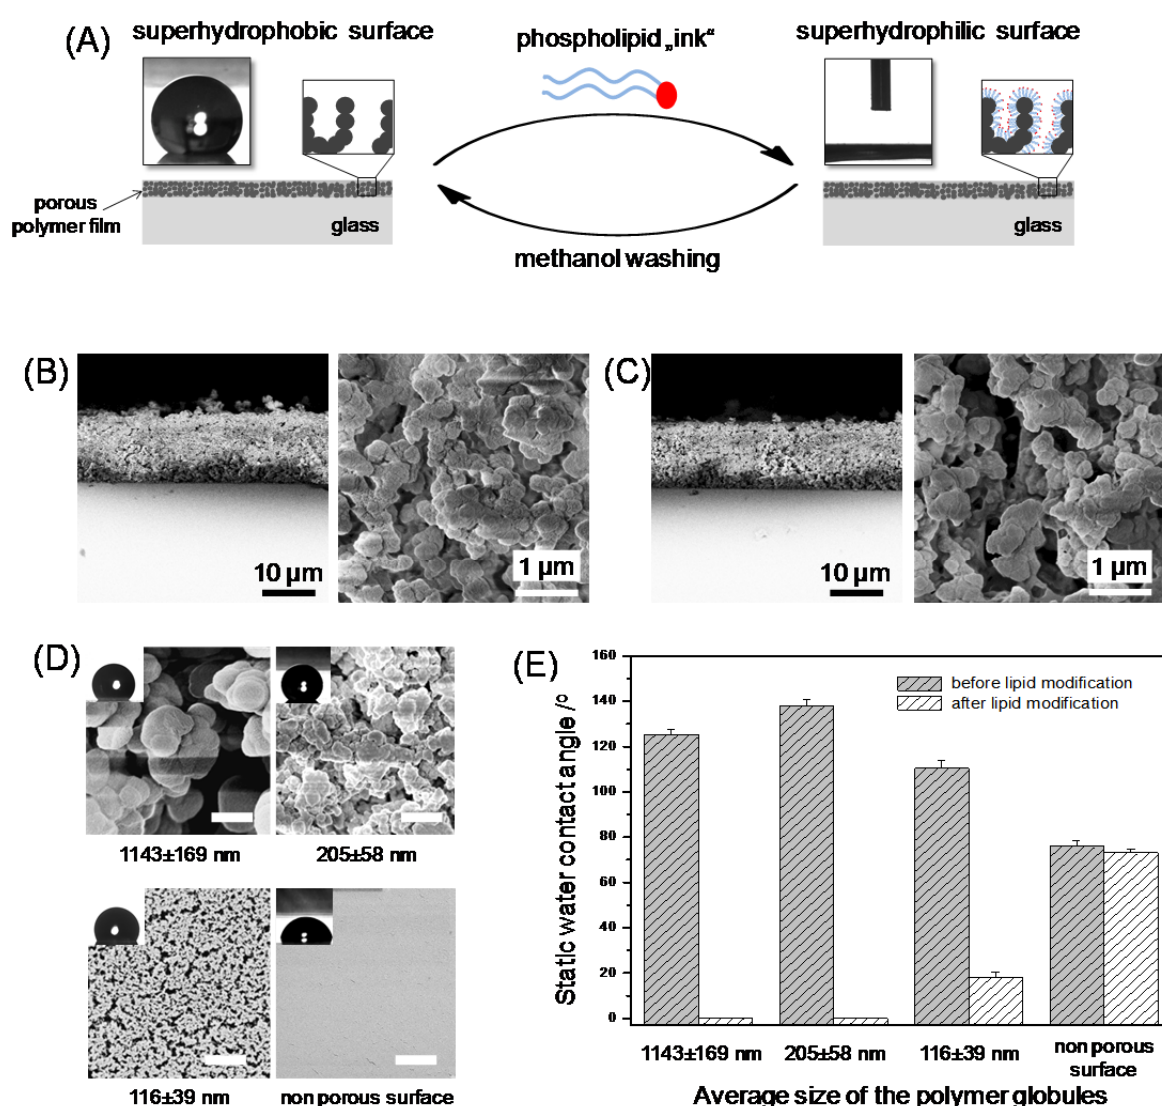 (A)
superhydrophobic surface
phospholipid „ink“
superhydrophilic surface
porous
polymer film
glass
glass
methanol washing
(B)
10 µm
1 µm
(C)
10 µm
1 µm
(D)
1143±169 nm
205±58 nm
116±39 nm
non porous surface
(E)
Static water contact angle /°
160
140
120
100
80
60
40
20
0
before lipid modification
after lipid modification
1143±169 nm
205±58 nm
116±39 nm
non porous
surface
Average size of the polymer globules